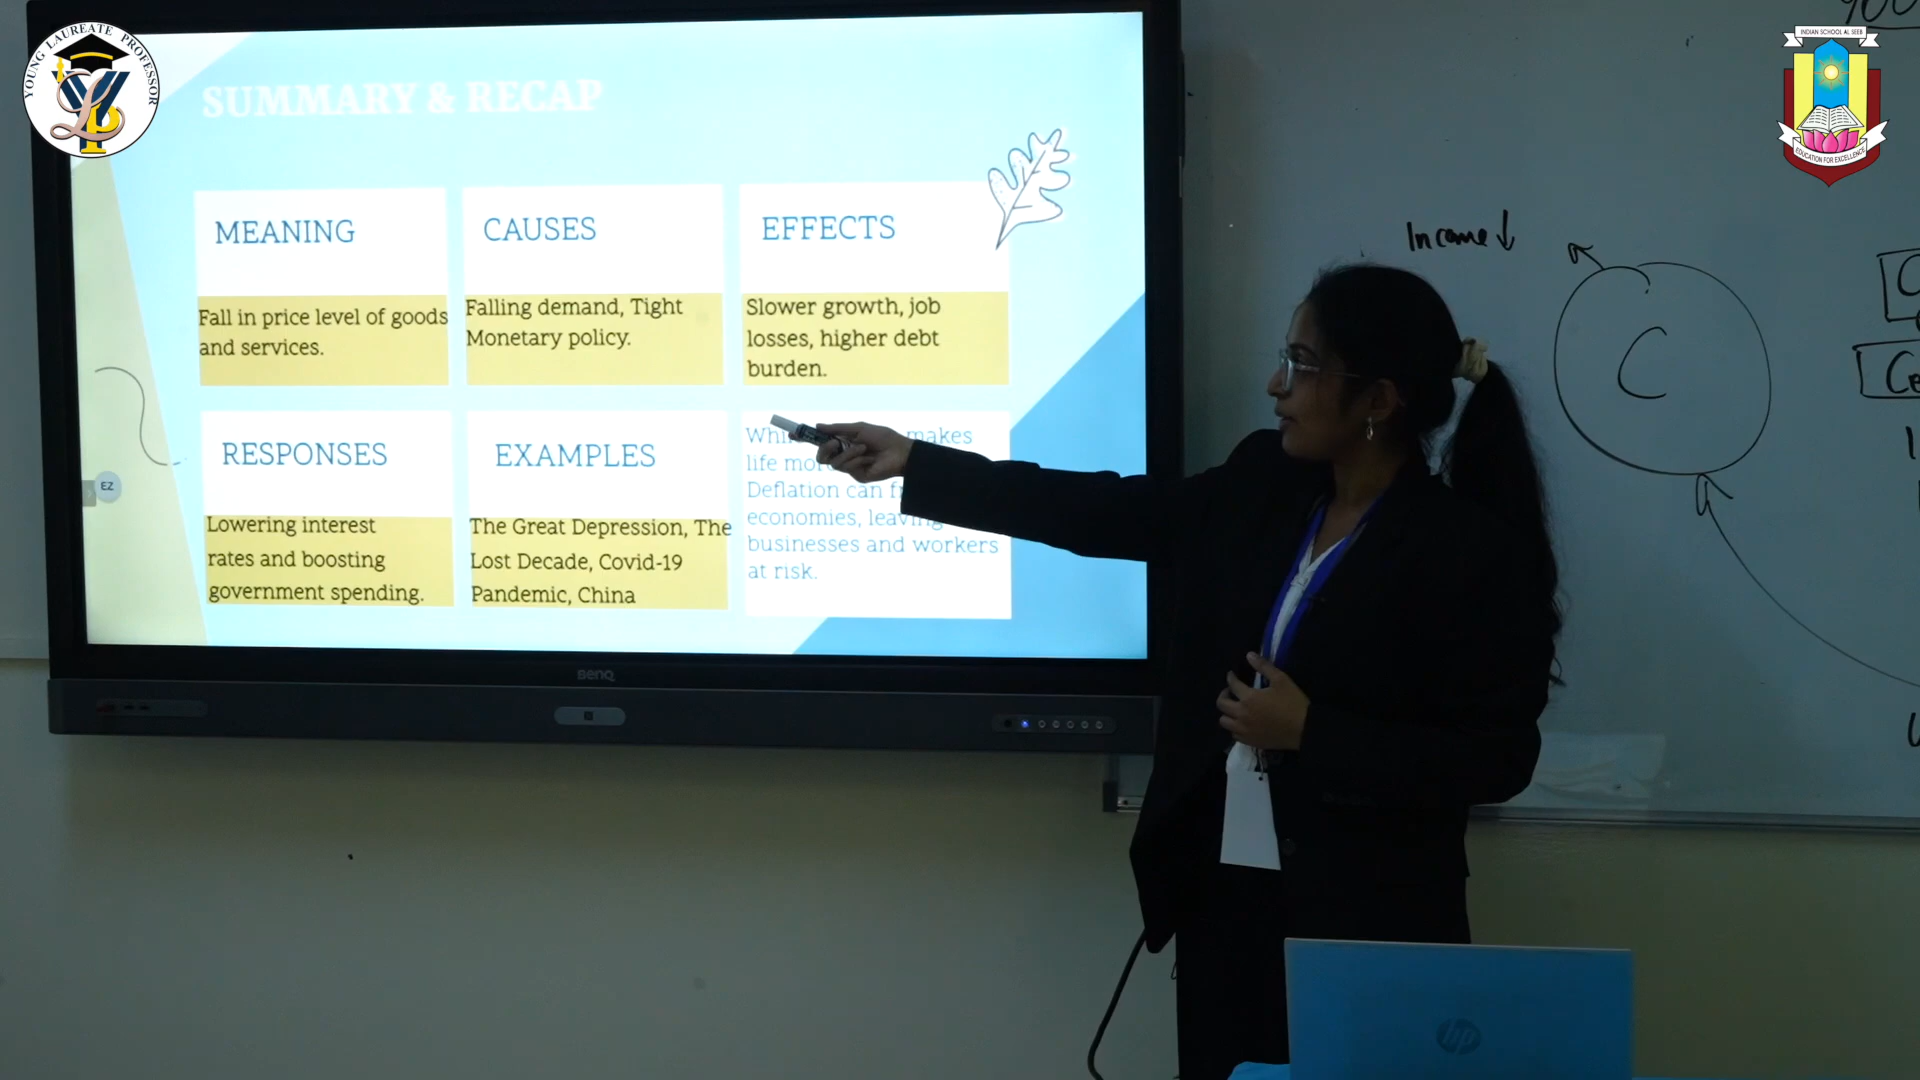 YOUNG LAUREATE PROFESSOR
INDIAN SCHOOL AL SEEB
EDUCATION FOR EXCELLENCE
SUMMARY & RECAP
MEANING
Fall in price level of goods
and services.
CAUSES
Falling demand, Tight
Monetary policy.
EFFECTS
Slower growth, job
losses, higher debt
burden.
RESPONSES
Lowering interest
rates and boosting
government spending.
EXAMPLES
The Great Depression, The
Lost Decade, Covid-19
Pandemic, China
makes
life
Deflation can
economies, leaving
businesses and workers
at risk.
EZ
BenQ
Income ↓
C
hp